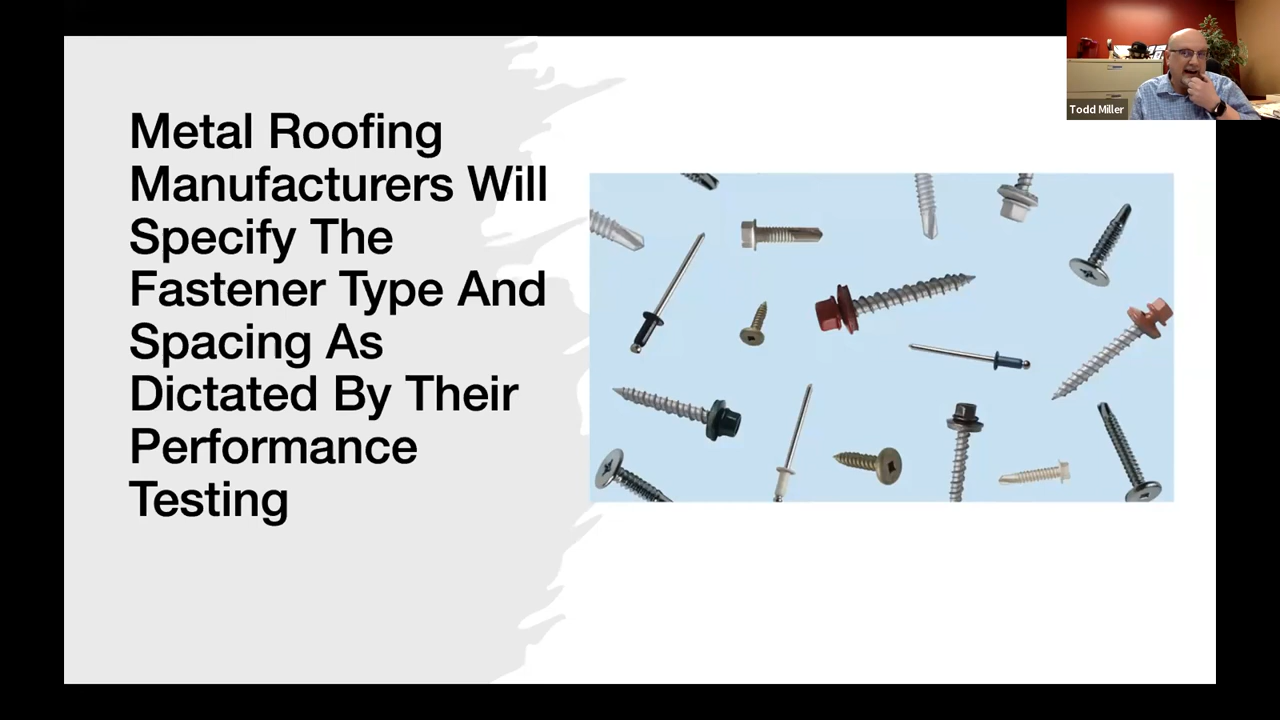 Metal Roofing
Manufacturers Will
Specify The
Fastener Type And
Spacing As
Dictated By Their
Performance
Testing
Todd Miller